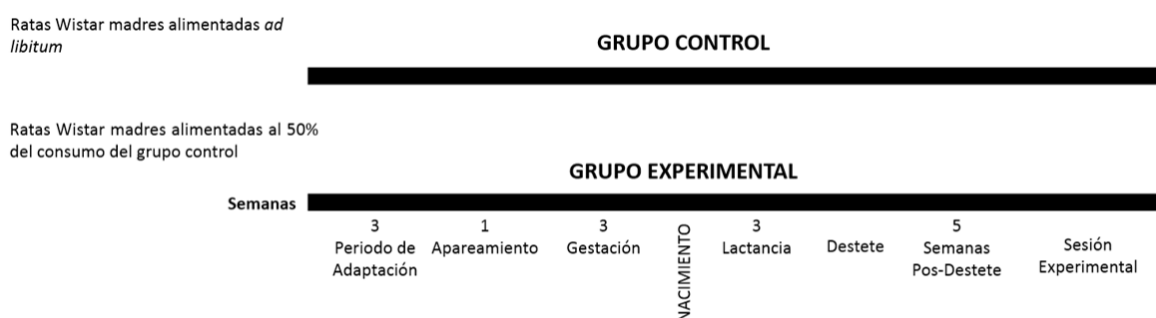 Ratas Wistar madres alimentadas ad
libitum
GRUPO CONTROL
Ratas Wistar madres alimentadas al 50%
del consumo del grupo control
GRUPO EXPERIMENTAL
Semanas
3
Periodo de
Adaptación
1
Apareamiento
3
Gestación
NACIMIENTO
3
Lactancia
Destete
5
Semanas
Pos-Destete
Sesión
Experimental